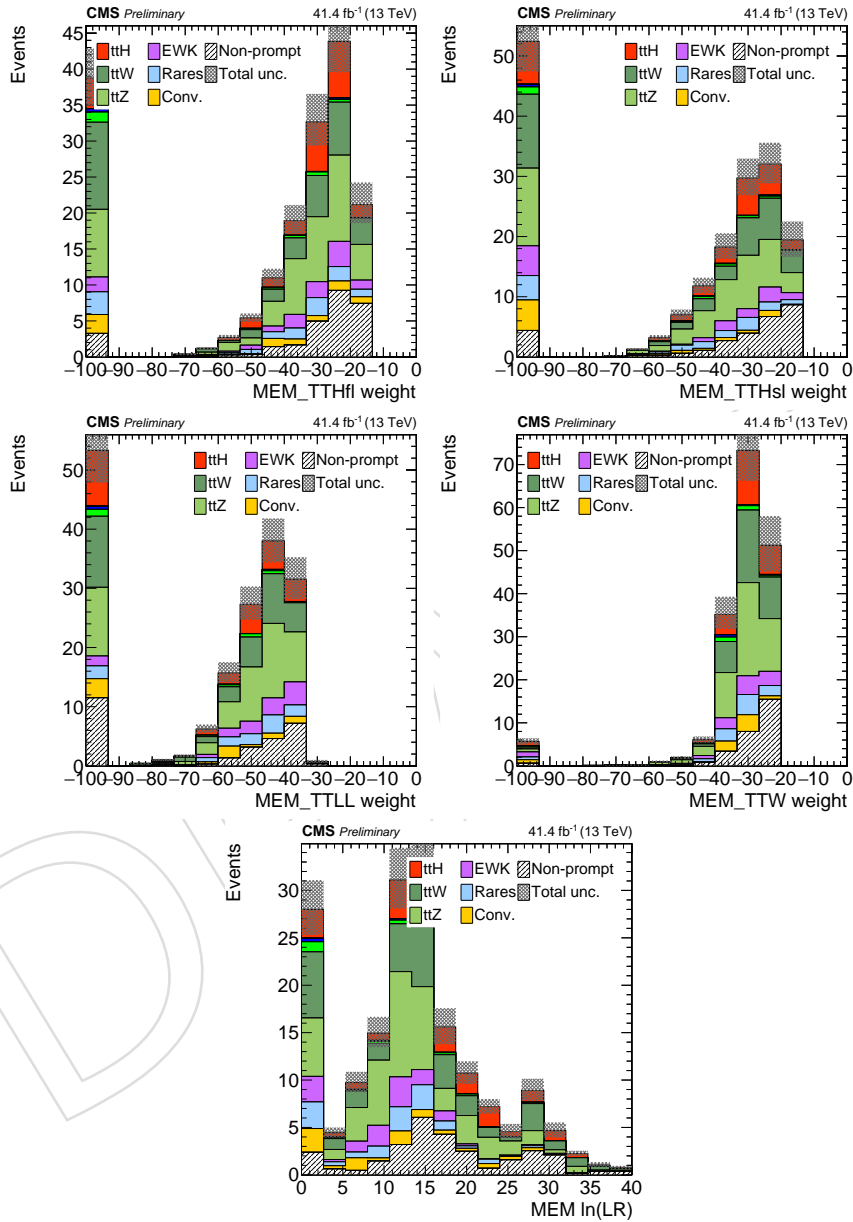 CMS Preliminary 41.4 fb⁻¹ (13 TeV)
Events
45
40
35
30
25
20
15
10
5
0
ttH EWK Non-prompt
ttW Rares Total unc.
ttZ Conv.
−100 −90 −80 −70 −60 −50 −40 −30 −20 −10 0
MEM_TTHfl weight
CMS Preliminary 41.4 fb⁻¹ (13 TeV)
Events
50
40
30
20
10
0
ttH EWK Non-prompt
ttW Rares Total unc.
ttZ Conv.
−100 −90 −80 −70 −60 −50 −40 −30 −20 −10 0
MEM_TTHsl weight
CMS Preliminary 41.4 fb⁻¹ (13 TeV)
Events
50
40
30
20
10
0
ttH EWK Non-prompt
ttW Rares Total unc.
ttZ Conv.
−100 −90 −80 −70 −60 −50 −40 −30 −20 −10 0
MEM_TTLL weight
CMS Preliminary 41.4 fb⁻¹ (13 TeV)
Events
70
60
50
40
30
20
10
0
ttH EWK Non-prompt
ttW Rares Total unc.
ttZ Conv.
−100 −90 −80 −70 −60 −50 −40 −30 −20 −10 0
MEM_TTW weight
CMS Preliminary 41.4 fb⁻¹ (13 TeV)
Events
30
25
20
15
10
5
0
ttH EWK Non-prompt
ttW Rares Total unc.
ttZ Conv.
0 5 10 15 20 25 30 35 40
MEM ln(LR)